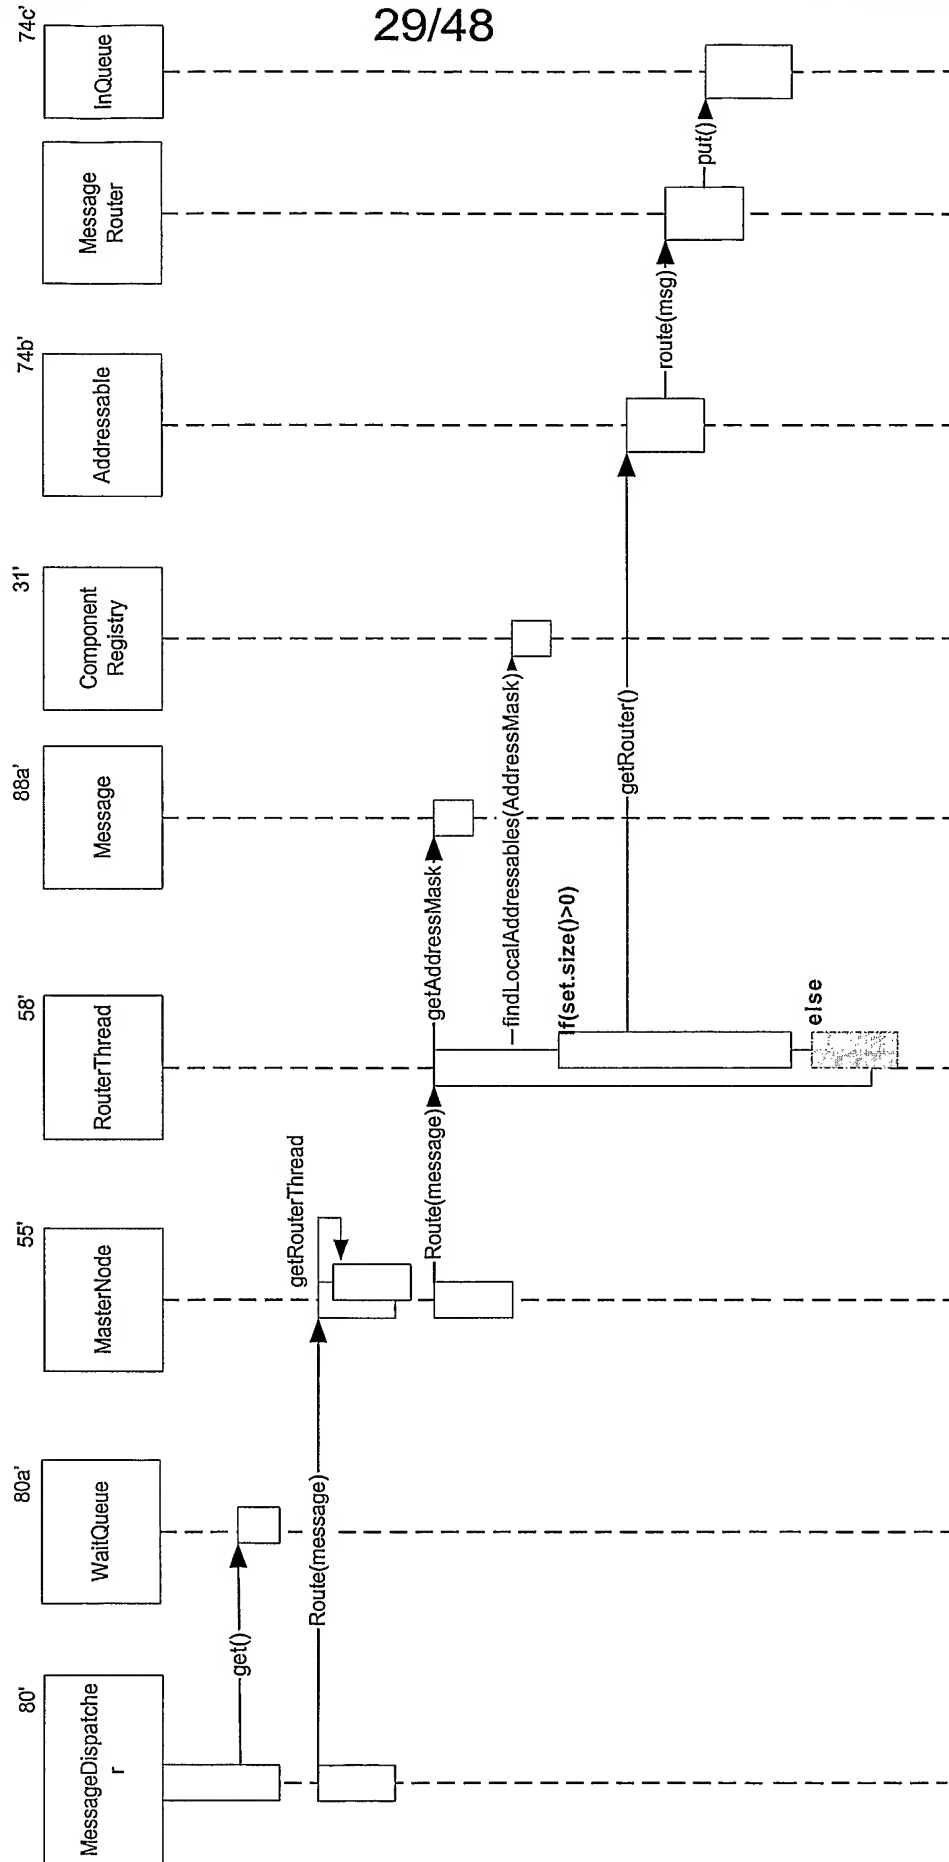 29/48
80'
MessageDispatche
r
80a'
WaitQueue
55'
MasterNode
58'
RouterThread
88a'
Message
31'
Component
Registry
74b'
Addressable
Message
Router
74c'
InQueue
get()
Route(message)
getRouterThread
Route(message)
getAddressMask
findLocalAddressables(AddressMask)
if(set.size()>0)
getRouter()
route(msg)
put()
else